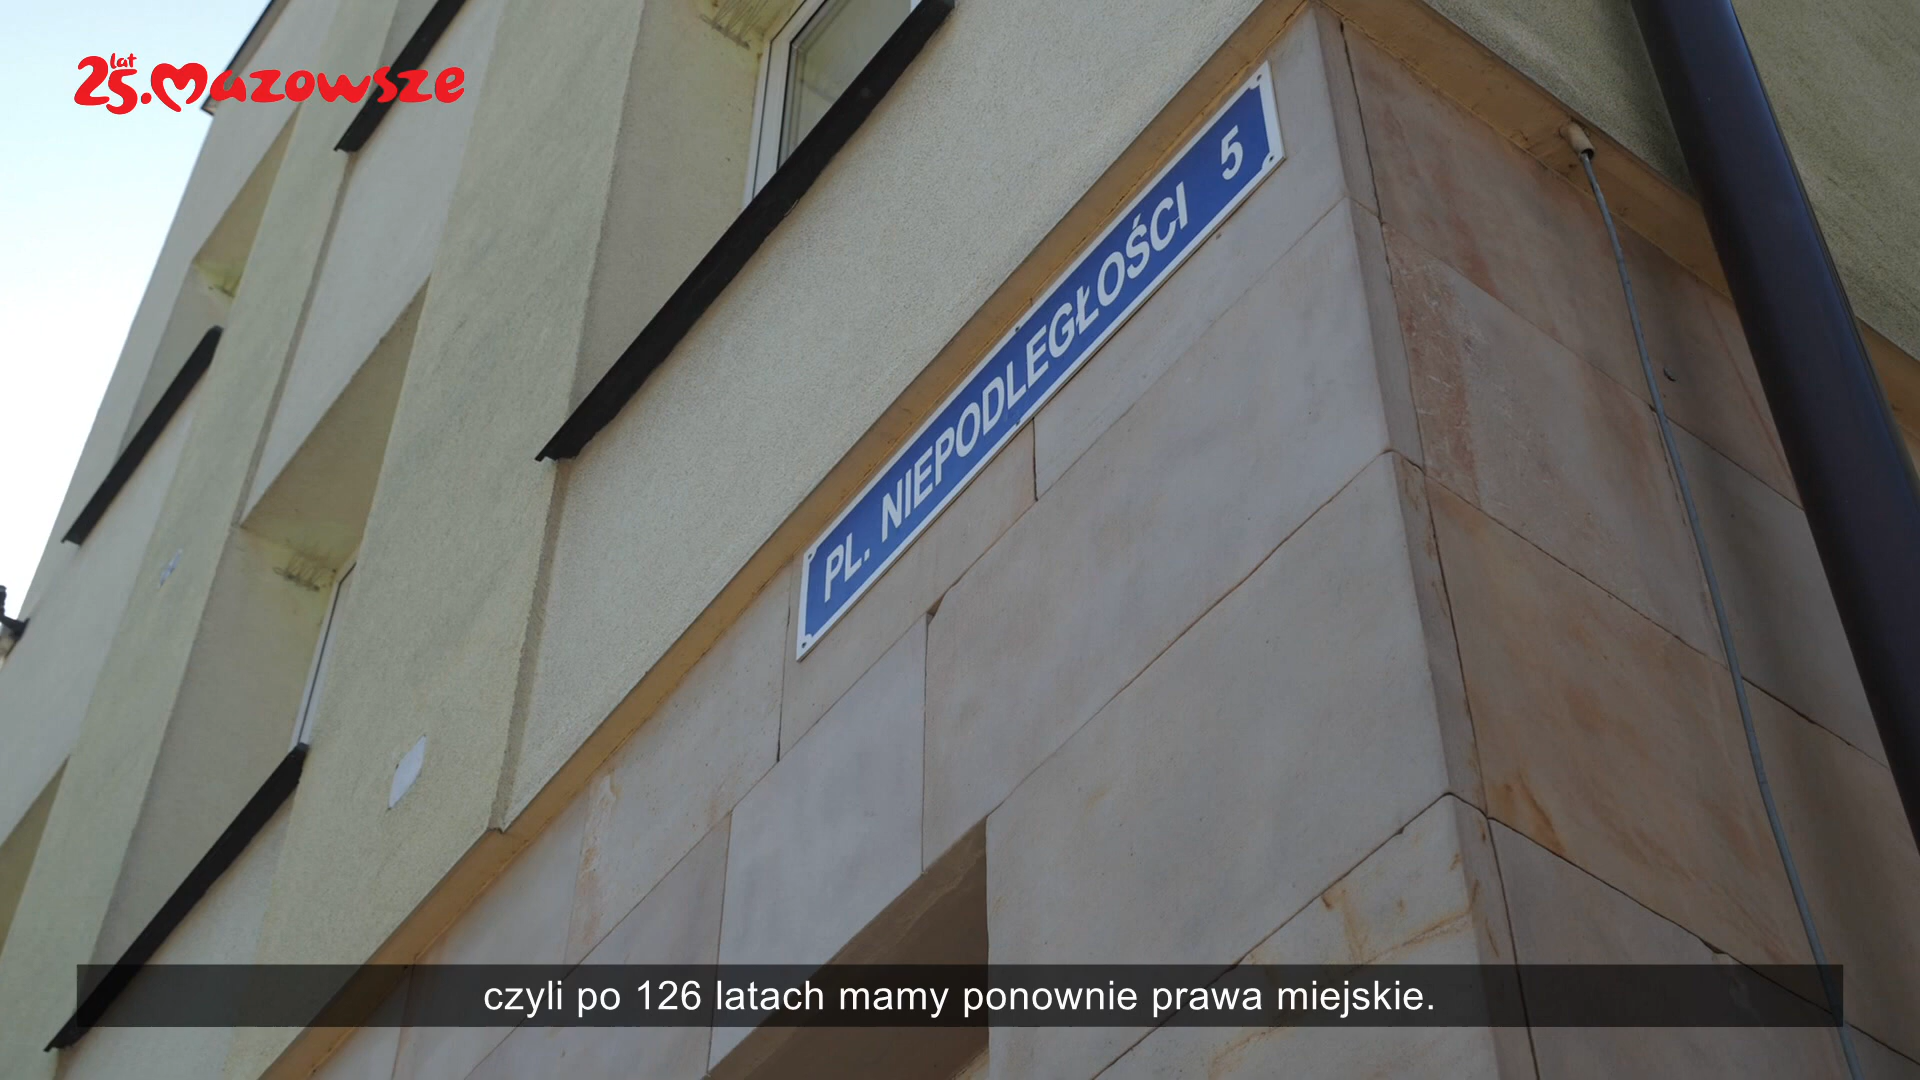 25 lat. Mazowsze
PL. NIEPODLEGŁOŚCI 5
czyli po 126 latach mamy ponownie prawa miejskie.